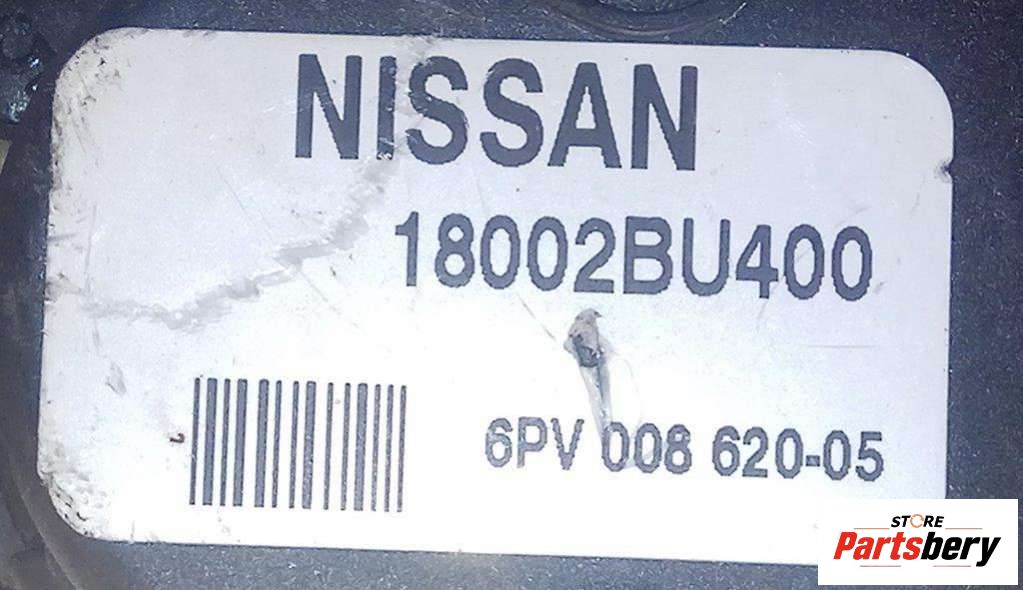 NISSAN
18002BU400
6PV 008 620-05
STORE
Partsbery